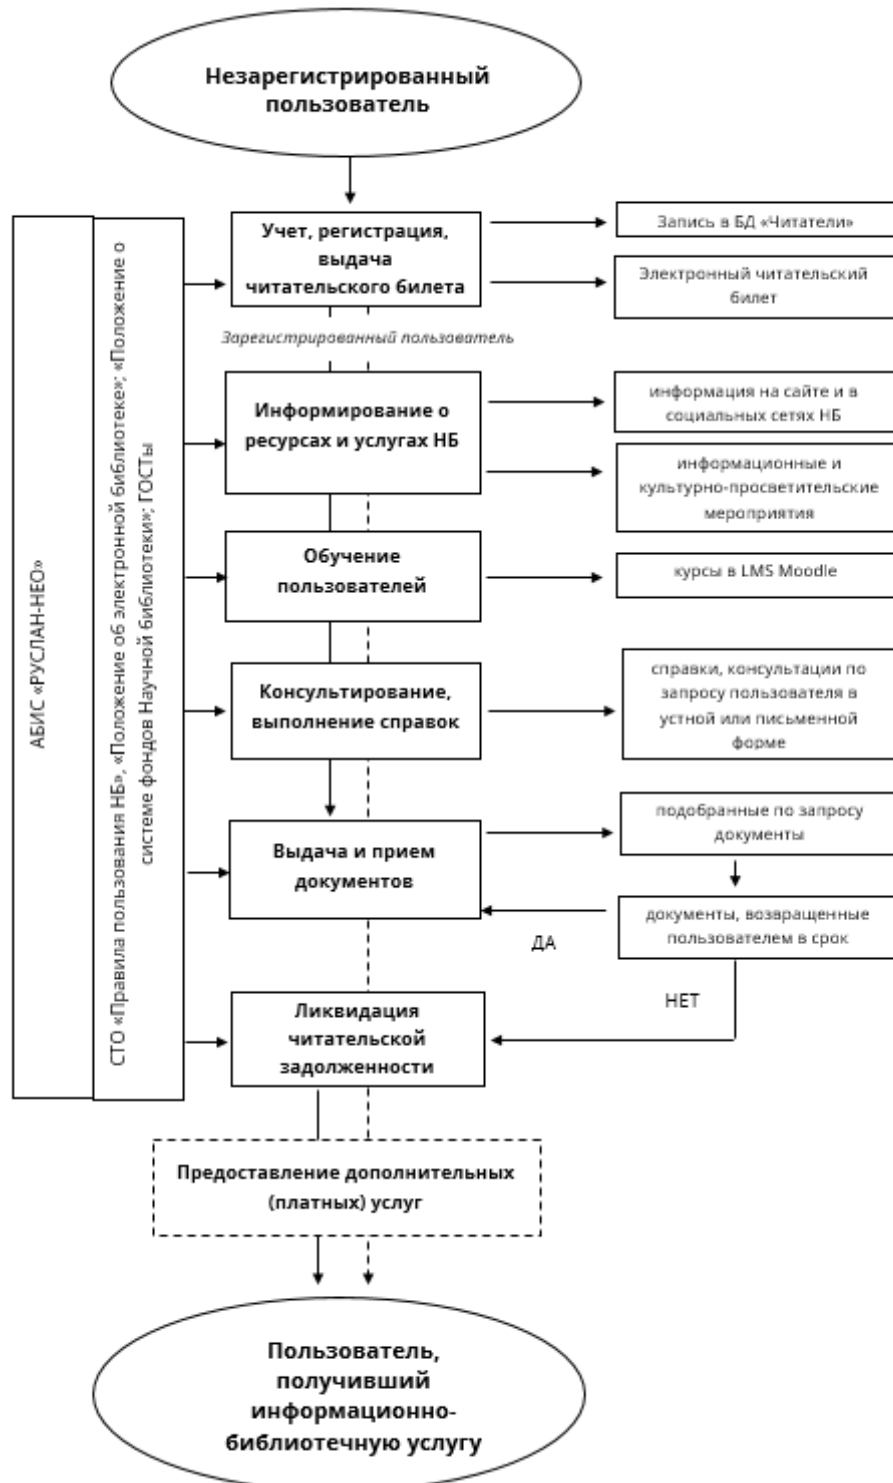 Незарегистрированный
пользователь
Учет, регистрация,
выдача
читательского билета
Запись в БД «Читатели»
Электронный читательский
билет
Зарегистрированный пользователь
АБИС «РУСЛАН-НЕО»
СТО «Правила пользования НБ», «Положение об электронной библиотеке»; «Положение о
системе фондов Научной библиотеки»; ГОСТы
Информирование о
ресурсах и услугах НБ
информация на сайте и в
социальных сетях НБ
информационные и
культурно-просветительские
мероприятия
Обучение
пользователей
курсы в LMS Moodle
Консультирование,
выполнение справок
справки, консультации по
запросу пользователя в
устной или письменной
форме
Выдача и прием
документов
подобранные по запросу
документы
документы, возвращенные
пользователем в срок
ДА
НЕТ
Ликвидация
читательской
задолженности
Предоставление дополнительных
(платных) услуг
Пользователь,
получивший
информационно-
библиотечную услугу